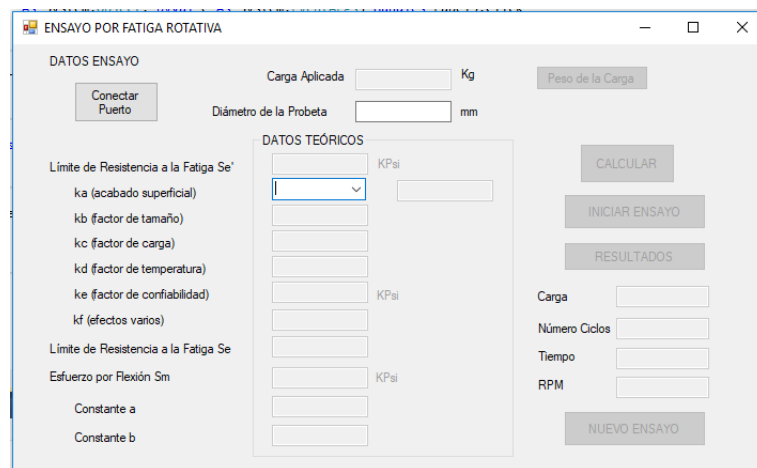 ENSAYO POR FATIGA ROTATIVA
DATOS ENSAYO
Carga Aplicada Kg
Peso de la Carga
Conectar
Puerto
Diámetro de la Probeta mm
DATOS TEÓRICOS
Límite de Resistencia a la Fatiga Se' KPsi
CALCULAR
ka (acabado superficial)
kb (factor de tamaño)
INICIAR ENSAYO
kc (factor de carga)
RESULTADOS
kd (factor de temperatura)
ke (factor de confiabilidad) KPsi
Carga
kf (efectos varios)
Número Ciclos
Límite de Resistencia a la Fatiga Se
Tiempo
Esfuerzo por Flexión Sm KPsi
RPM
Constante a
NUEVO ENSAYO
Constante b